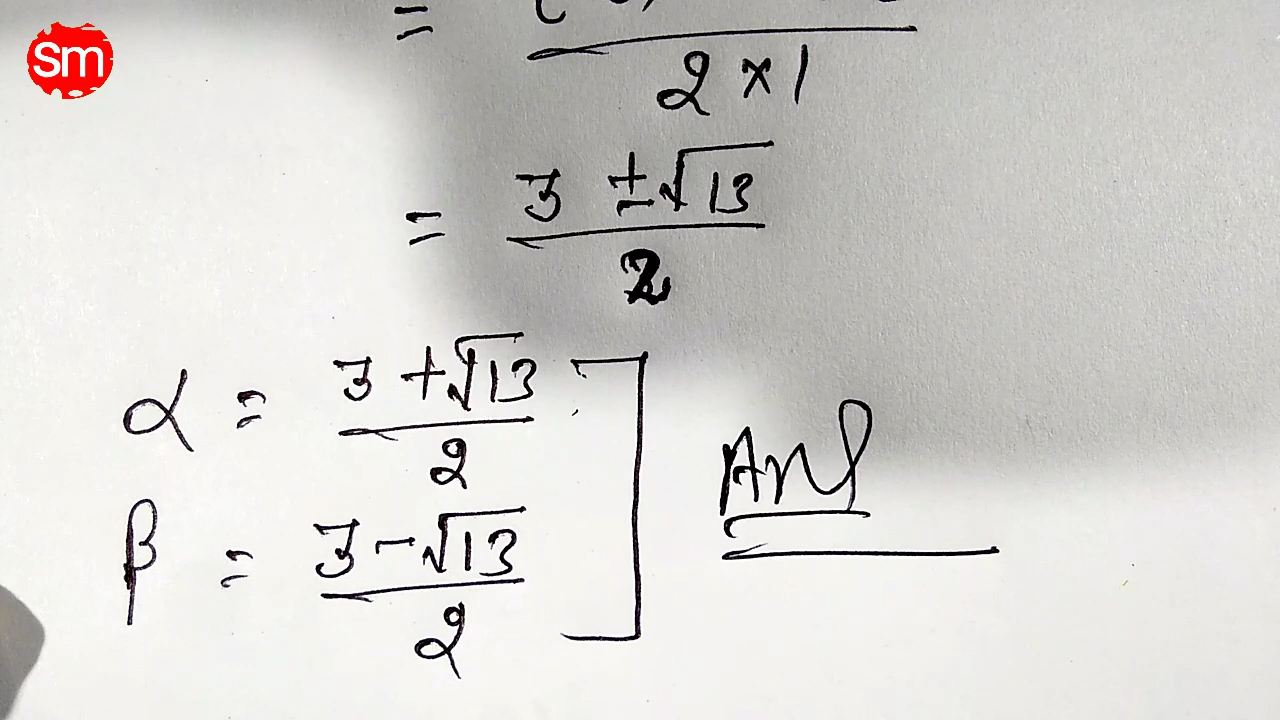 Sm
=
2 × 1
= 3 ± √13 / 2
α = 3 + √13 / 2
β = 3 - √13 / 2
Ans